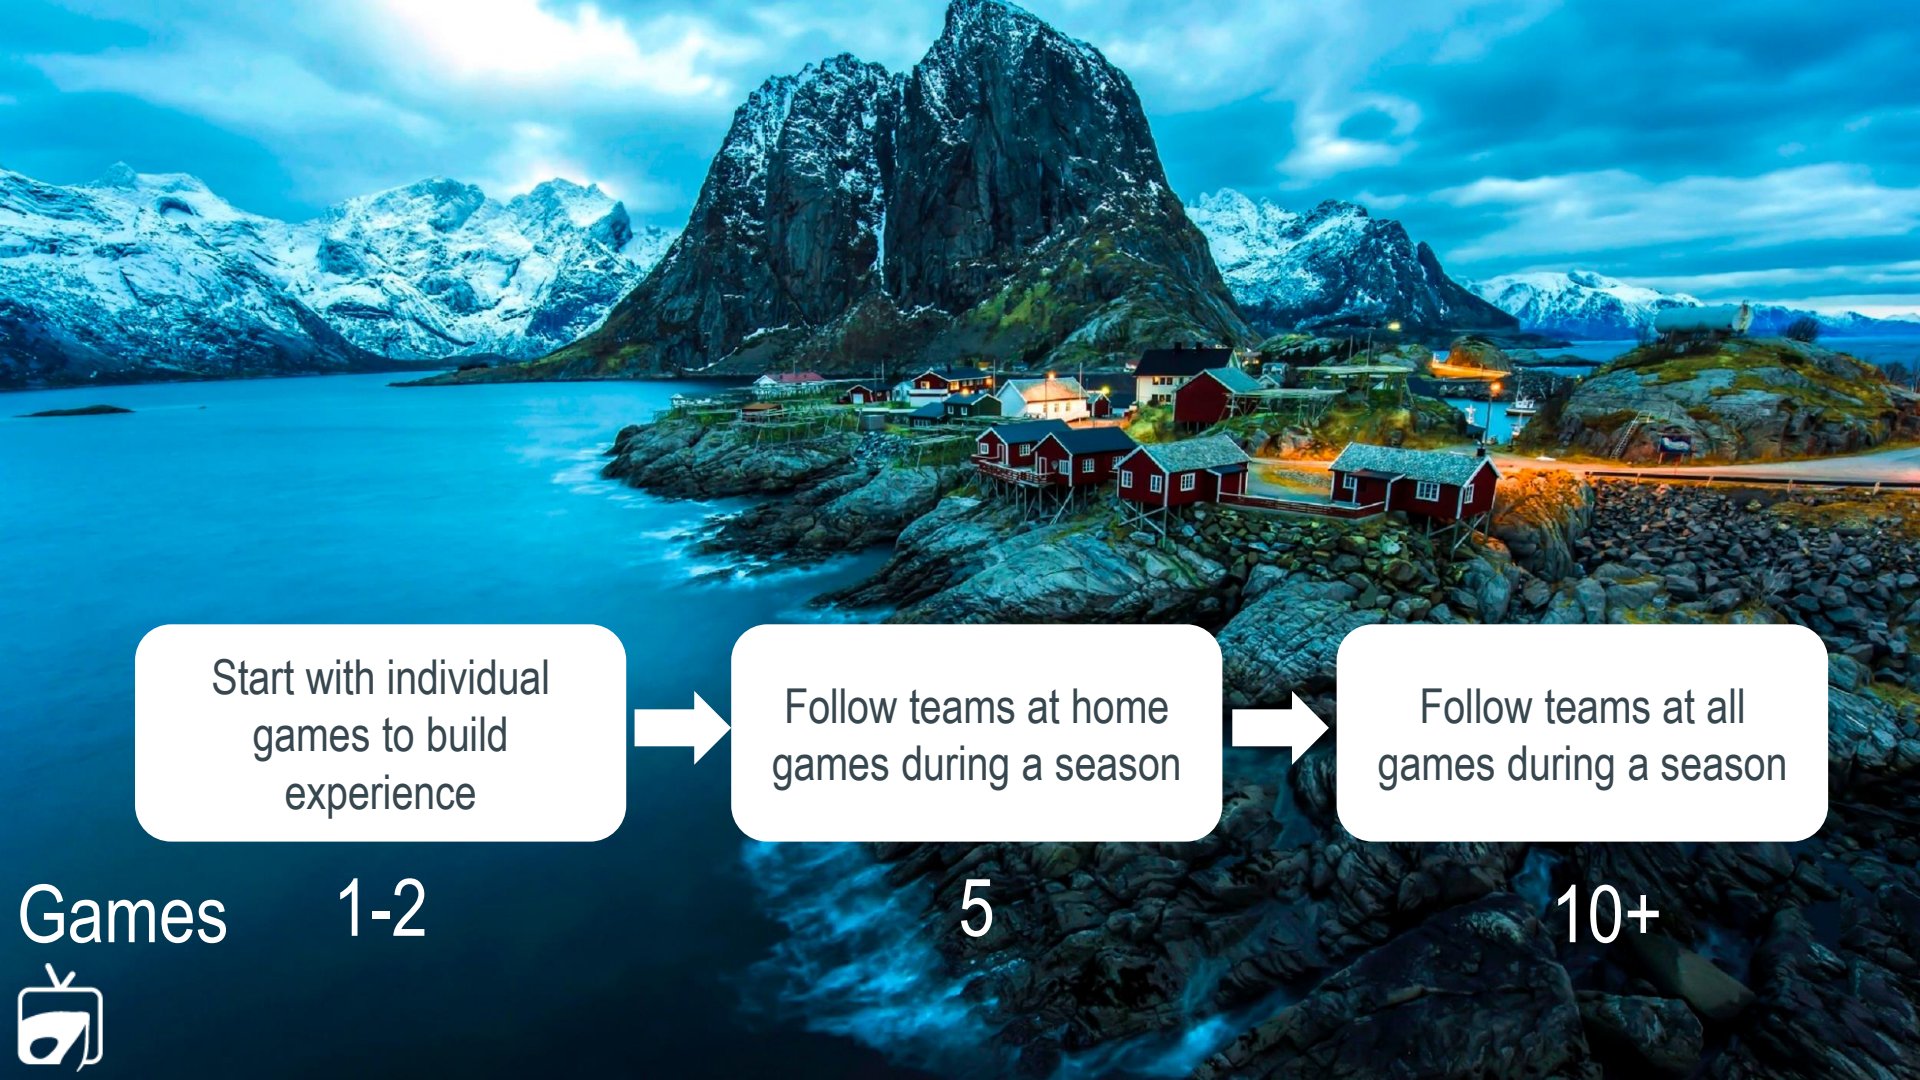 Start with individual
games to build
experience
Follow teams at home
games during a season
Follow teams at all
games during a season
Games
1-2
5
10+